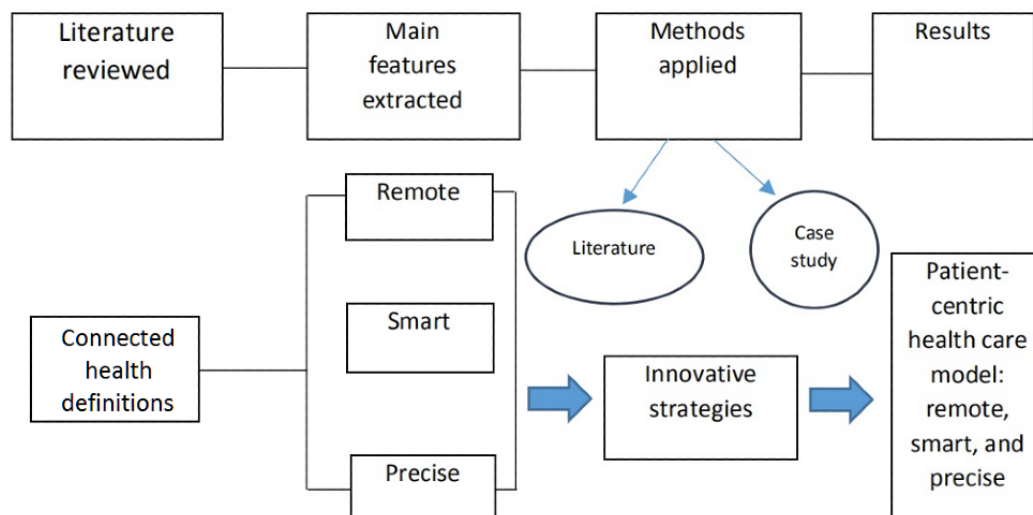 Literature
reviewed
Main
features
extracted
Methods
applied
Results
Remote
Literature
Case
study
Smart
Connected
health
definitions
Precise
Innovative
strategies
Patient-
centric
health care
model:
remote,
smart, and
precise